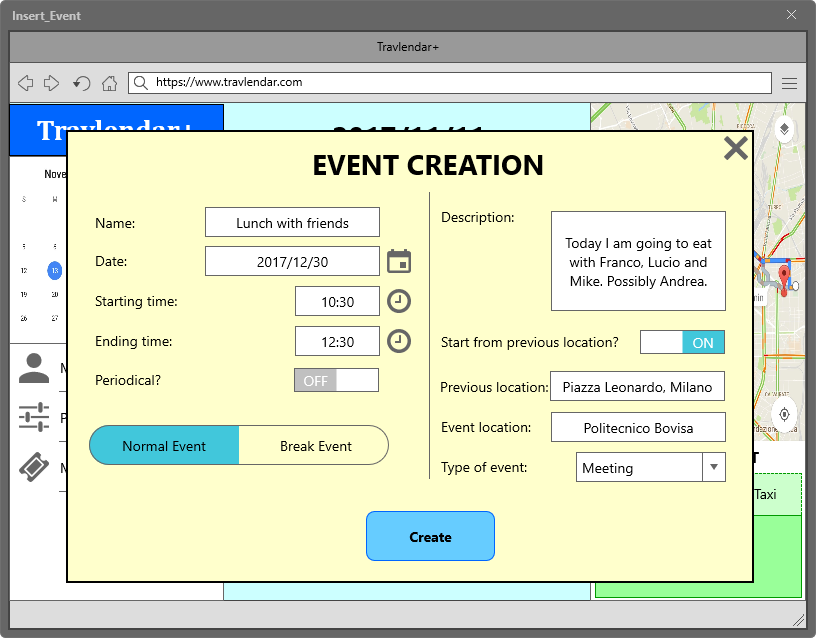 Insert_Event
Travlendar+
https://www.travlendar.com
Travlendar+
2017/11/11
Nove
S
M
5
6
12
13
19
20
26
27
EVENT CREATION
Name:
Lunch with friends
Date:
2017/12/30
Starting time:
10:30
Ending time:
12:30
Periodical?
OFF
Normal Event
Break Event
Description:
Today I am going to eat
with Franco, Lucio and
Mike. Possibly Andrea.
Start from previous location?
ON
Previous location:
Piazza Leonardo, Milano
Event location:
Politecnico Bovisa
Type of event:
Meeting
Create
Taxi